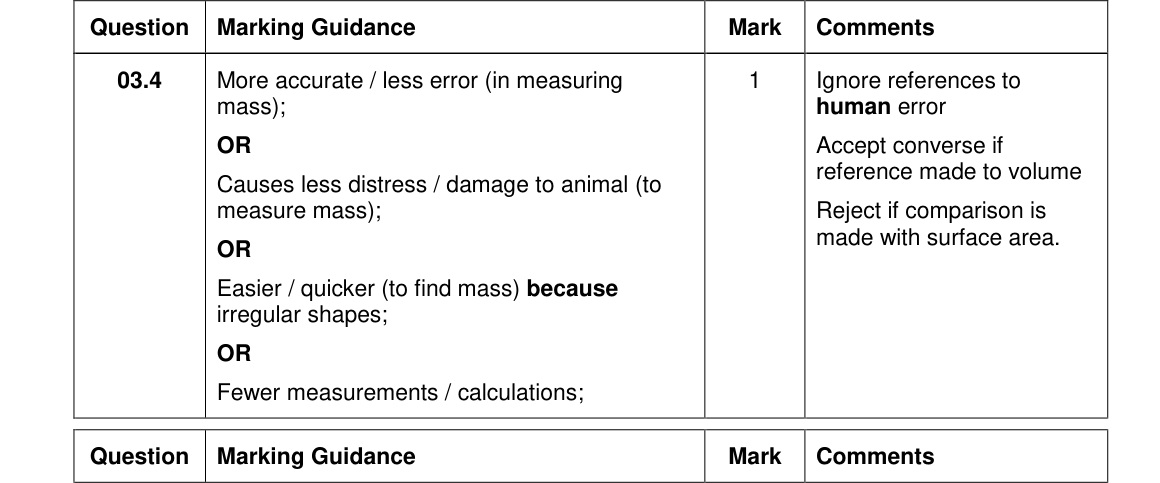 Question Marking Guidance Mark Comments
03.4 More accurate / less error (in measuring 1 Ignore references to
mass); human error
OR Accept converse if
reference made to volume
Causes less distress / damage to animal (to
measure mass); Reject if comparison is
made with surface area.
OR
Easier / quicker (to find mass) because
irregular shapes;
OR
Fewer measurements / calculations;
Question Marking Guidance Mark Comments